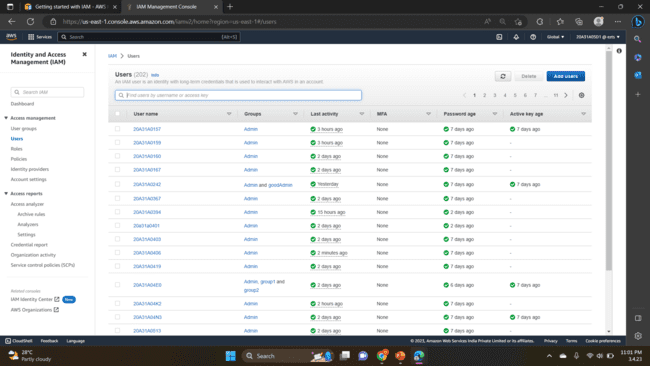 Getting started with IAM - AWS
IAM Management Console
https://us-east-1.console.aws.amazon.com/iamv2/home?region=us-east-1#/users
aws
Services
Search
[Alt+S]
Global
20A31A0501 @ aets
Identity and Access
Management (IAM)
Search IAM
Dashboard
Access management
User groups
Users
Roles
Policies
Identity providers
Account settings
Access reports
Access analyzer
Archive rules
Analyzers
Settings
Credential report
Organization activity
Service control policies (SCPs)
Related consoles
IAM Identity Center New
AWS Organizations
IAM > Users
Users (202) Info
An IAM user is an identity with long-term credentials that is used to interact with AWS in an account.
Delete
Add users
Find users by username or access key
1 2 3 4 5 6 7 ... 11
User name Groups Last activity MFA Password age Active key age
20A31A0157 Admin 3 hours ago None 7 days ago 7 days ago
20A31A0159 Admin 3 hours ago None 7 days ago -
20A31A0160 Admin 2 days ago None 7 days ago -
20A31A0167 Admin 2 days ago None 7 days ago -
20A31A0242 Admin and goodAdmin Yesterday None 7 days ago 7 days ago
20A31A0367 Admin 2 days ago None 7 days ago -
20A31A0394 Admin 15 hours ago None 7 days ago -
20a31a0401 Admin 2 days ago None 7 days ago -
20A31A0403 Admin 2 days ago None 7 days ago -
20A31A0406 Admin 2 minutes ago None 7 days ago -
20A31A0419 Admin 2 days ago None 7 days ago -
Admin, group1 and
group2
2 days ago None 6 days ago 7 days ago
20A31A04K2 Admin 2 hours ago None 7 days ago -
20A31A04N3 Admin 3 days ago None 7 days ago 7 days ago
20A31A0513 Admin 2 days ago None 7 days ago -
CloudShell Feedback Language
© 2023, Amazon Web Services India Private Limited or its affiliates. Privacy Terms Cookie preferences
28°C
Partly cloudy
Search
11:01 PM
3.4.23